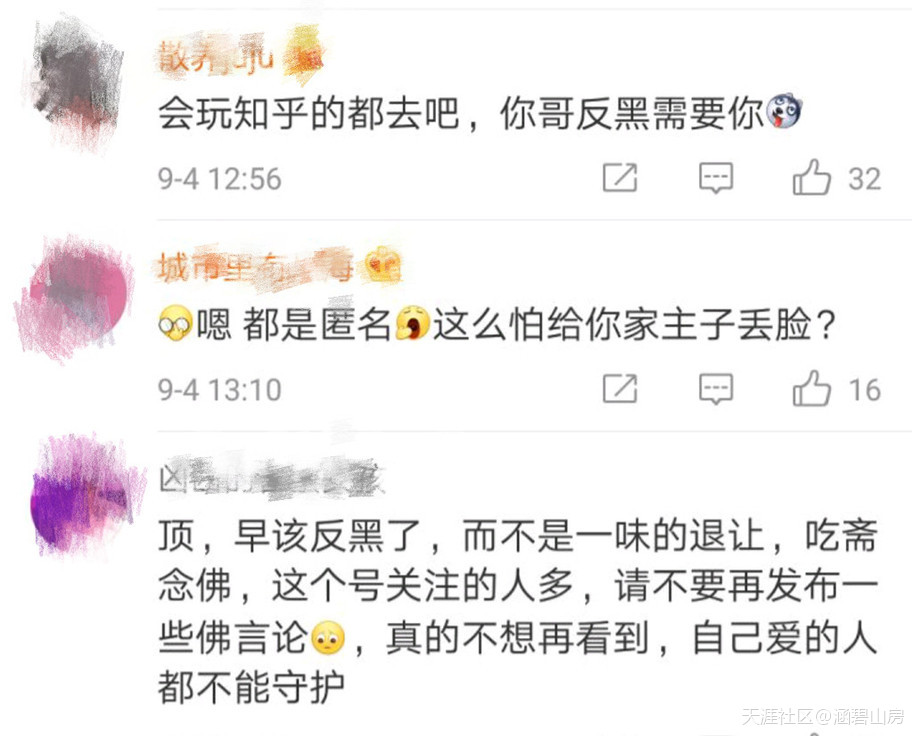 散养
会玩知乎的都去吧，你哥反黑需要你
9-4 12:56
32
城市里有 海
嗯 都是匿名 这么怕给你家主子丢脸？
9-4 13:10
16
顶，早该反黑了，而不是一味的退让，吃斋
念佛，这个号关注的人多，请不要再发布一
些佛言论，真的不想再看到，自己爱的人
都不能守护
天涯社区@涵碧山房